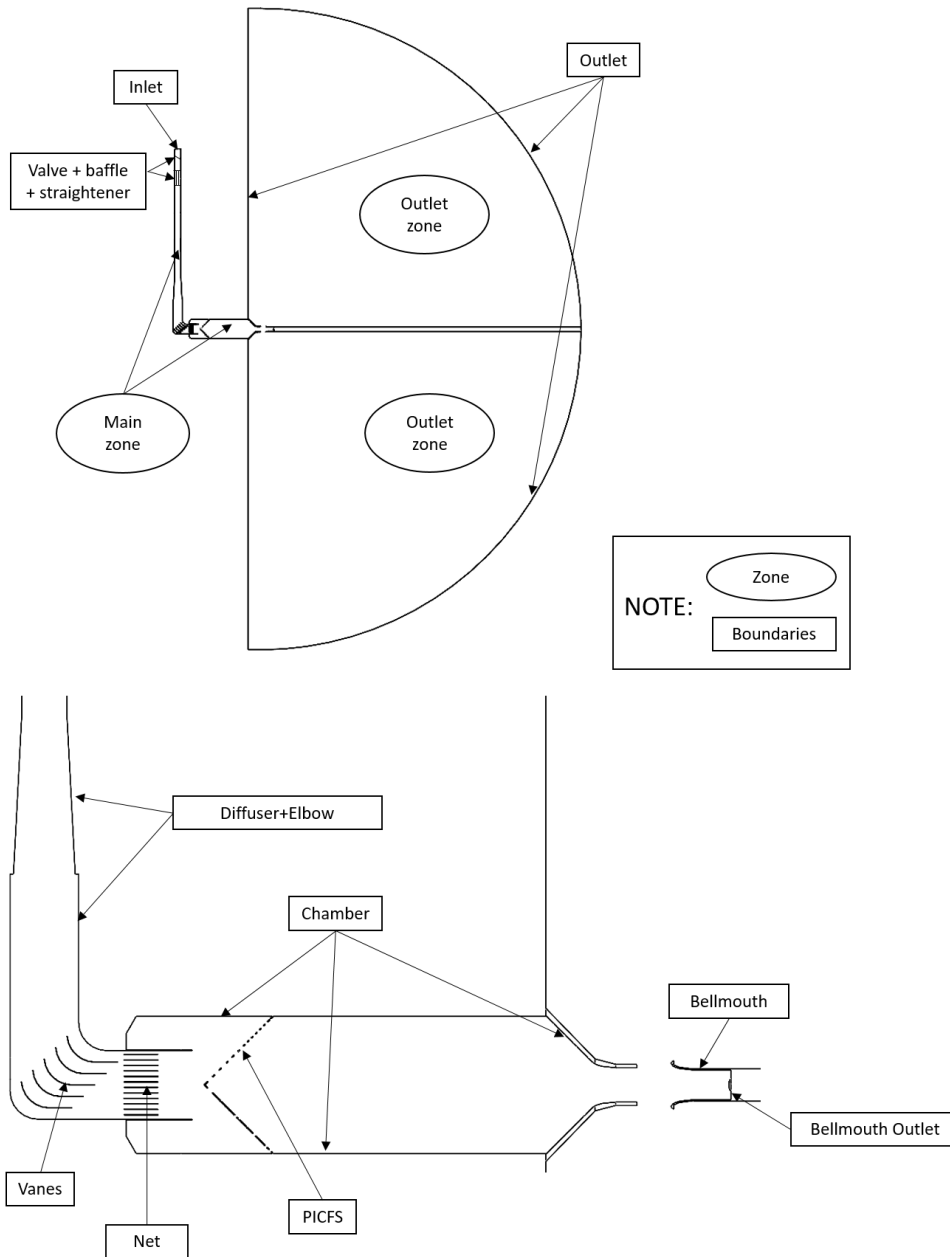 Outlet
Inlet
Valve + baffle
+ straightener
Outlet
zone
Main
zone
Outlet
zone
NOTE:
Zone
Boundaries
Diffuser+Elbow
Chamber
Bellmouth
Bellmouth Outlet
Vanes
PICFS
Net